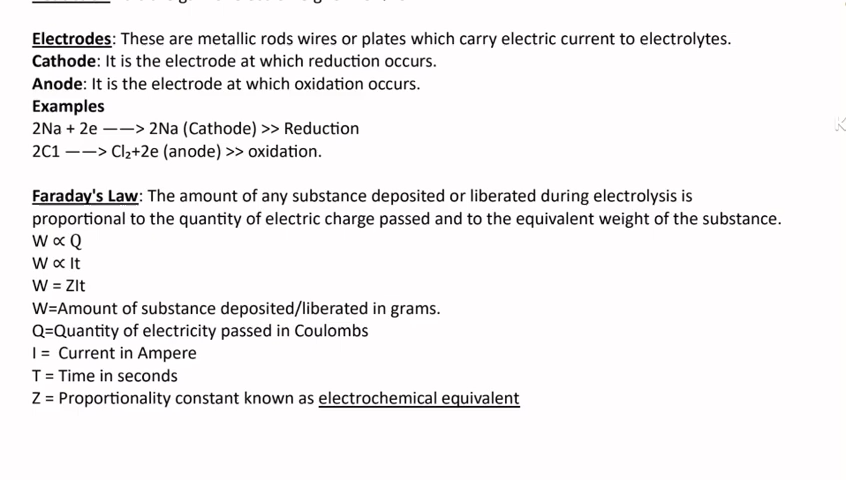 Electrodes: These are metallic rods wires or plates which carry electric current to electrolytes.
Cathode: It is the electrode at which reduction occurs.
Anode: It is the electrode at which oxidation occurs.
Examples
2Na + 2e ——> 2Na (Cathode) >> Reduction
2C1 ——> Cl₂+2e (anode) >> oxidation.
Faraday's Law: The amount of any substance deposited or liberated during electrolysis is
proportional to the quantity of electric charge passed and to the equivalent weight of the substance.
W ∝ Q
W ∝ It
W = ZIt
W=Amount of substance deposited/liberated in grams.
Q=Quantity of electricity passed in Coulombs
I = Current in Ampere
T = Time in seconds
Z = Proportionality constant known as electrochemical equivalent